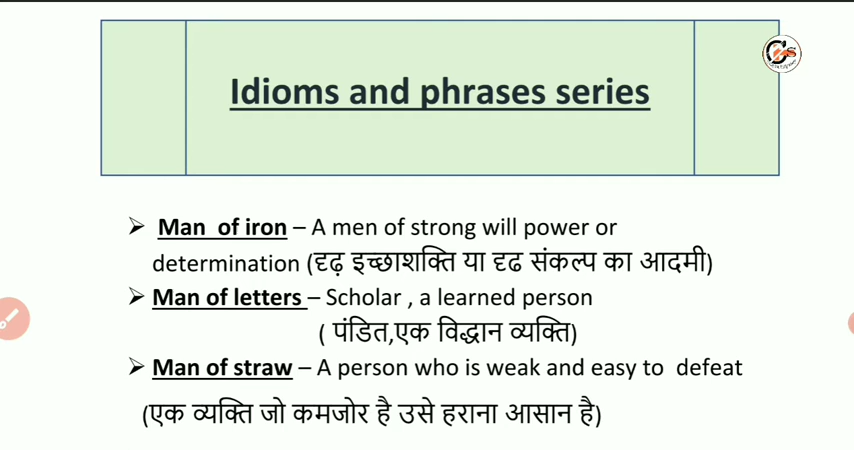 Idioms and phrases series
➢ Man of iron – A men of strong will power or
determination (दृढ़ इच्छाशक्ति या दृढ संकल्प का आदमी)
➢ Man of letters – Scholar , a learned person
( पंडित,एक विद्धान व्यक्ति)
➢ Man of straw – A person who is weak and easy to defeat
(एक व्यक्ति जो कमजोर है उसे हराना आसान है)